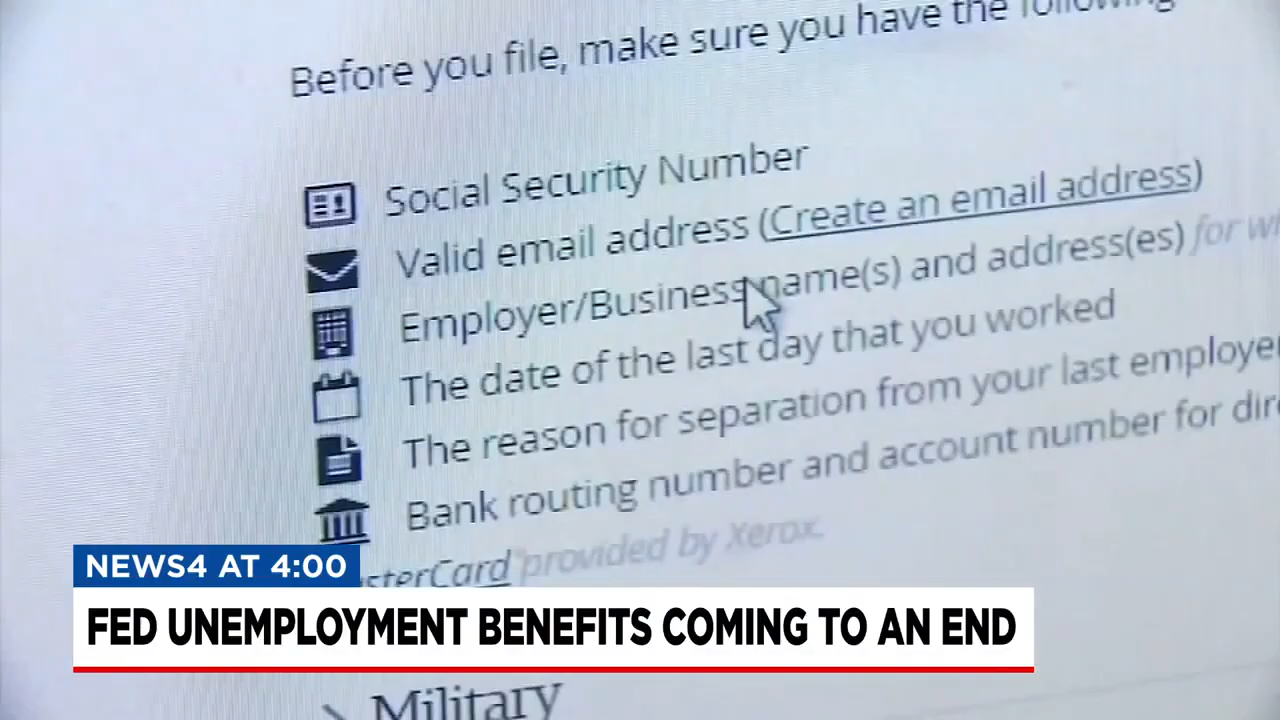 Before you file, make sure you have the following
Social Security Number
Valid email address (Create an email address)
Employer/Business name(s) and address(es) for
The date of the last day that you worked
The reason for separation from your last employer
Bank routing number and account number for
provided by Xerox.
NEWS4 AT 4:00
FED UNEMPLOYMENT BENEFITS COMING TO AN END
Military